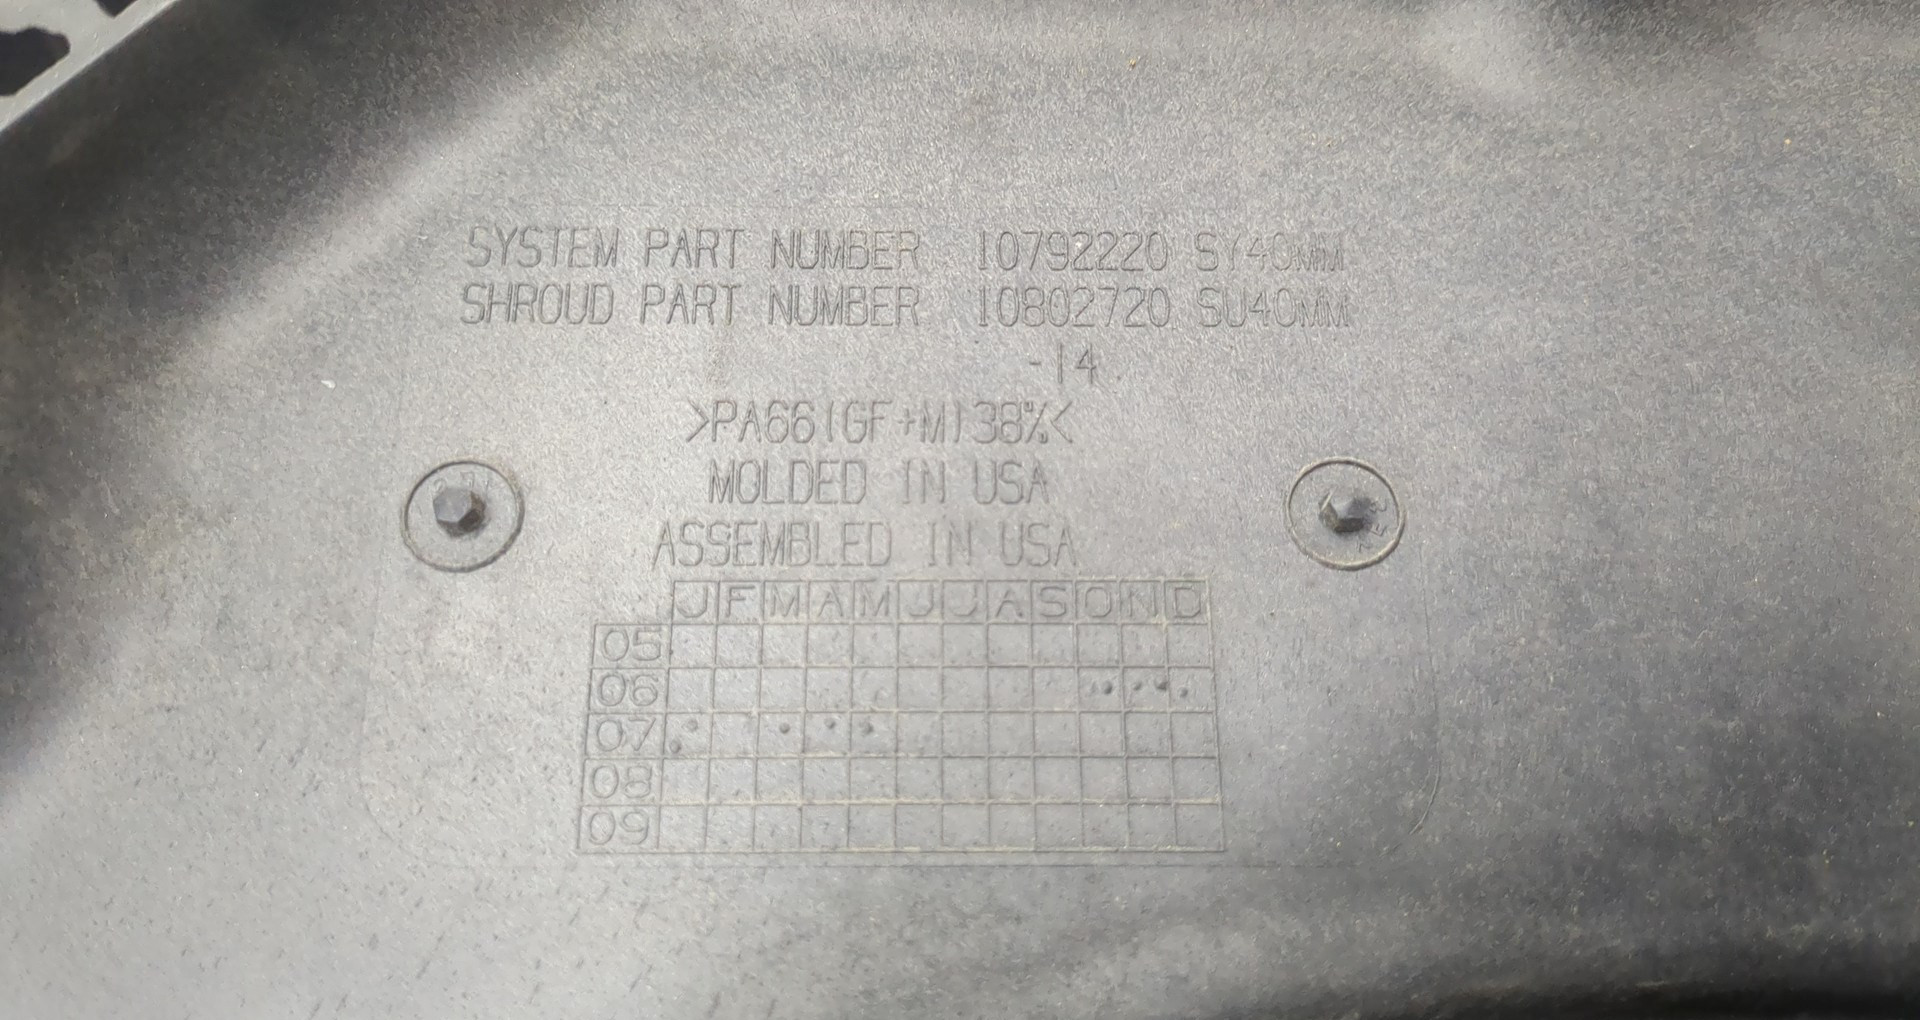 SYSTEM PART NUMBER 10792220 SY40MM
SHROUD PART NUMBER 10802720 SU40MM
-14
>PA66(GF+M)38%<
MOLDED IN USA
ASSEMBLED IN USA
J F M A M J J A S O N D
05
06
07
08
09